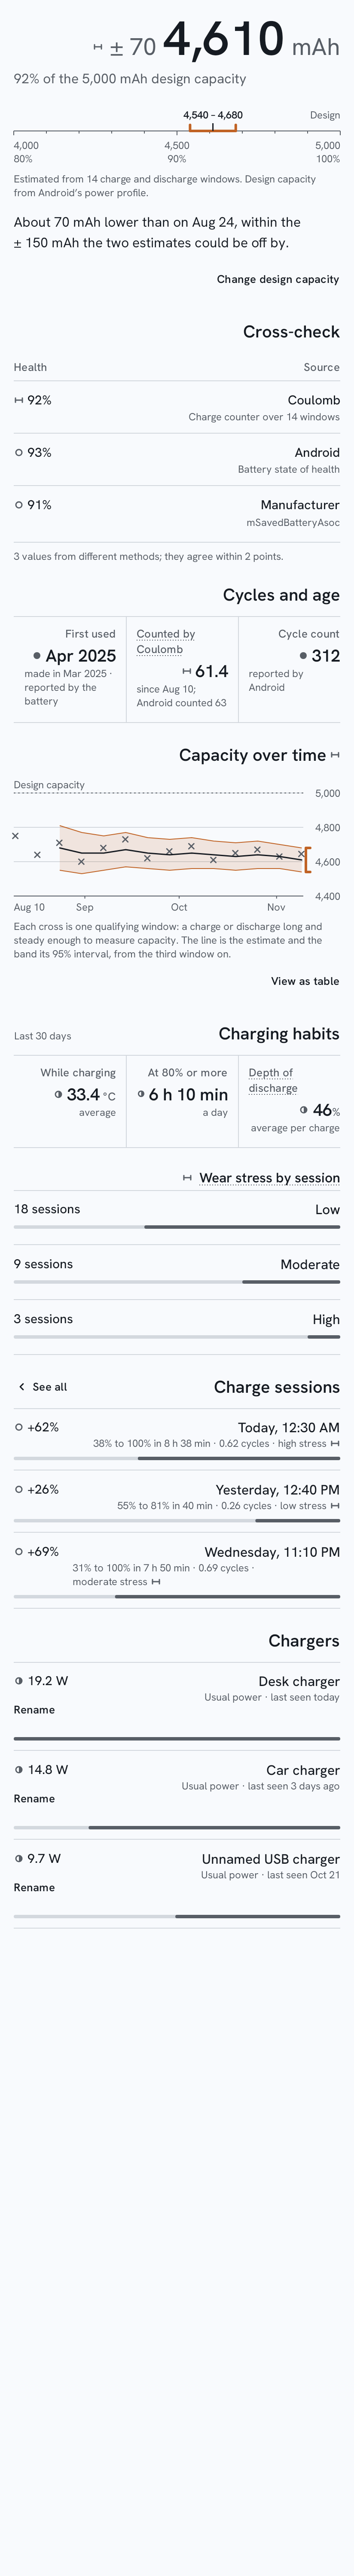 ± 70 4,610 mAh
92% of the 5,000 mAh design capacity
4,540 – 4,680
Design
4,000
4,500
5,000
80%
90%
100%
Estimated from 14 charge and discharge windows. Design capacity
from Android’s power profile.
About 70 mAh lower than on Aug 24, within the
± 150 mAh the two estimates could be off by.
Change design capacity
Cross-check
Health
Source
92%
Coulomb
Charge counter over 14 windows
93%
Android
Battery state of health
91%
Manufacturer
mSavedBatteryAsoc
3 values from different methods; they agree within 2 points.
Cycles and age
First used
Apr 2025
made in Mar 2025 ·
reported by the
battery
Counted by
Coulomb
61.4
since Aug 10;
Android counted 63
Cycle count
312
reported by
Android
Capacity over time
Design capacity
5,000
4,800
4,600
4,400
Aug 10
Sep
Oct
Nov
Each cross is one qualifying window: a charge or discharge long and
steady enough to measure capacity. The line is the estimate and the
band its 95% interval, from the third window on.
View as table
Last 30 days
Charging habits
While charging
33.4 °C
average
At 80% or more
6 h 10 min
a day
Depth of
discharge
46%
average per charge
Wear stress by session
18 sessions
Low
9 sessions
Moderate
3 sessions
High
See all
Charge sessions
+62%
Today, 12:30 AM
38% to 100% in 8 h 38 min · 0.62 cycles · high stress
+26%
Yesterday, 12:40 PM
55% to 81% in 40 min · 0.26 cycles · low stress
+69%
Wednesday, 11:10 PM
31% to 100% in 7 h 50 min · 0.69 cycles ·
moderate stress
Chargers
19.2 W
Desk charger
Usual power · last seen today
Rename
14.8 W
Car charger
Usual power · last seen 3 days ago
Rename
9.7 W
Unnamed USB charger
Usual power · last seen Oct 21
Rename